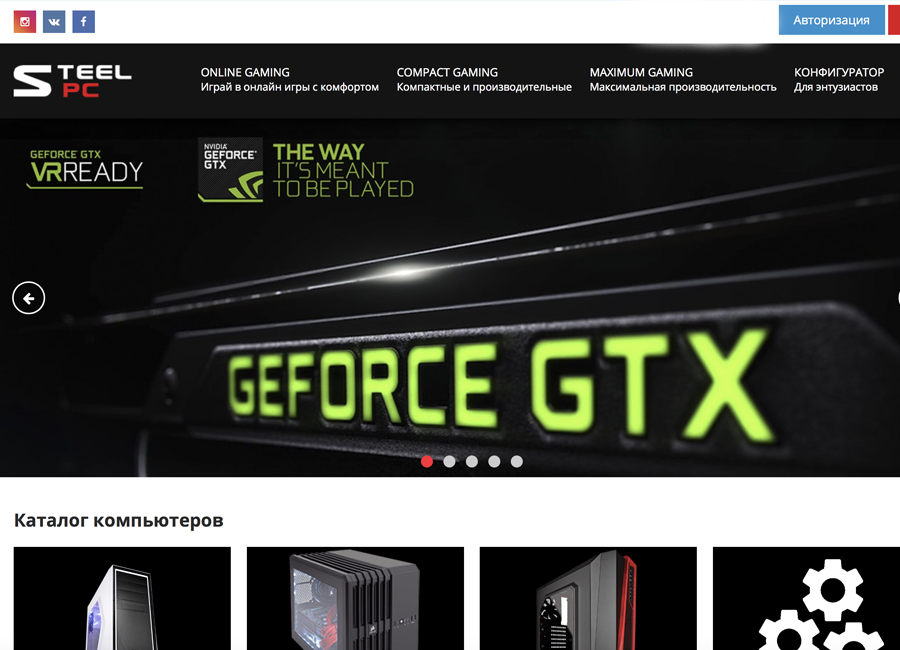 Авторизация
STEEL
PC
ONLINE GAMING
Играй в онлайн игры с комфортом
COMPACT GAMING
Компактные и производительные
MAXIMUM GAMING
Максимальная производительность
КОНФИГУРАТОР
Для энтузиастов
GEFORCE GTX
VRREADY
NVIDIA
GEFORCE
GTX
THE WAY
IT'S MEANT
TO BE PLAYED
GEFORCE GTX
Каталог компьютеров